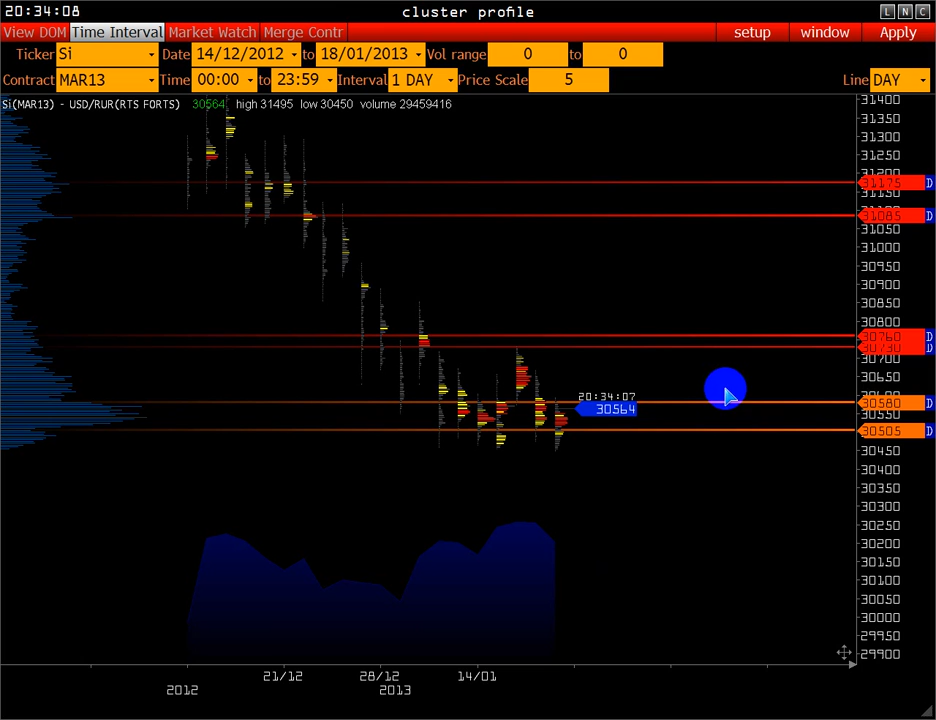 20:34:08
cluster profile
L N C
View DOM Time Interval Market Watch Merge Contr
setup window Apply
Ticker Si Date 14/12/2012 to 18/01/2013 Vol range 0 to 0
Contract MAR13 Time 00:00 to 23:59 Interval 1 DAY Price Scale 5 Line DAY
Si(MAR13) - USD/RUR(RTS FORTS) 30564 high 31495 low 30450 volume 29459416
31400
31350
31300
31250
31200
31175 D
31085 D
31050
31000
30950
30900
30850
30800
30760 D
30730 D
30700
30650
20:34:07
30580 D
30564
30550
30505 D
30450
30400
30350
30300
30250
30200
30150
30100
30050
30000
29950
29900
21/12 28/12 14/01
2012 2013